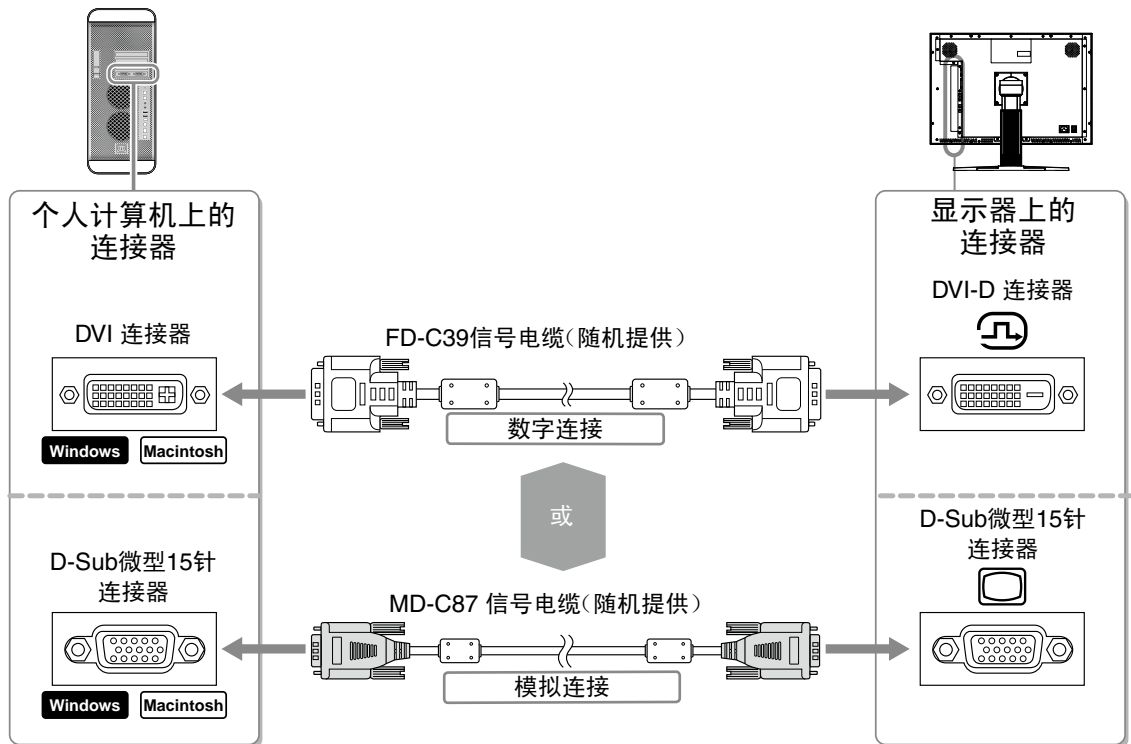 个人计算机上的
连接器
显示器上的
连接器
DVI 连接器
Windows Macintosh
FD-C39信号电缆（随机提供）
数字连接
DVI-D 连接器
或
D-Sub微型15针
连接器
Windows Macintosh
MD-C87 信号电缆（随机提供）
模拟连接
D-Sub微型15针
连接器